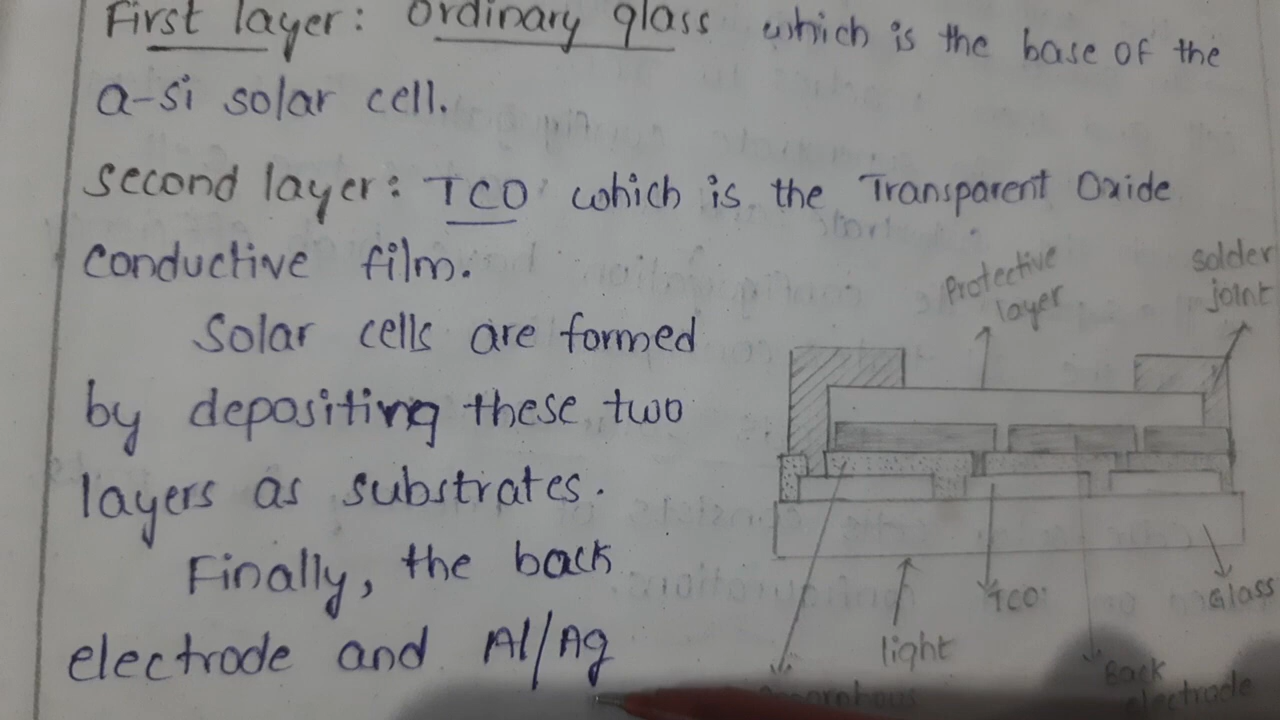 First layer: Ordinary glass which is the base of the
a-si solar cell.
second layer: TCO which is the Transparent Oxide
conductive film.
Solar cells are formed
by depositing these two
layers as substrates.
Finally, the back
electrode and Al/Ag
Protective
layer
solder
joint
TCO
Glass
light
Back
electrode